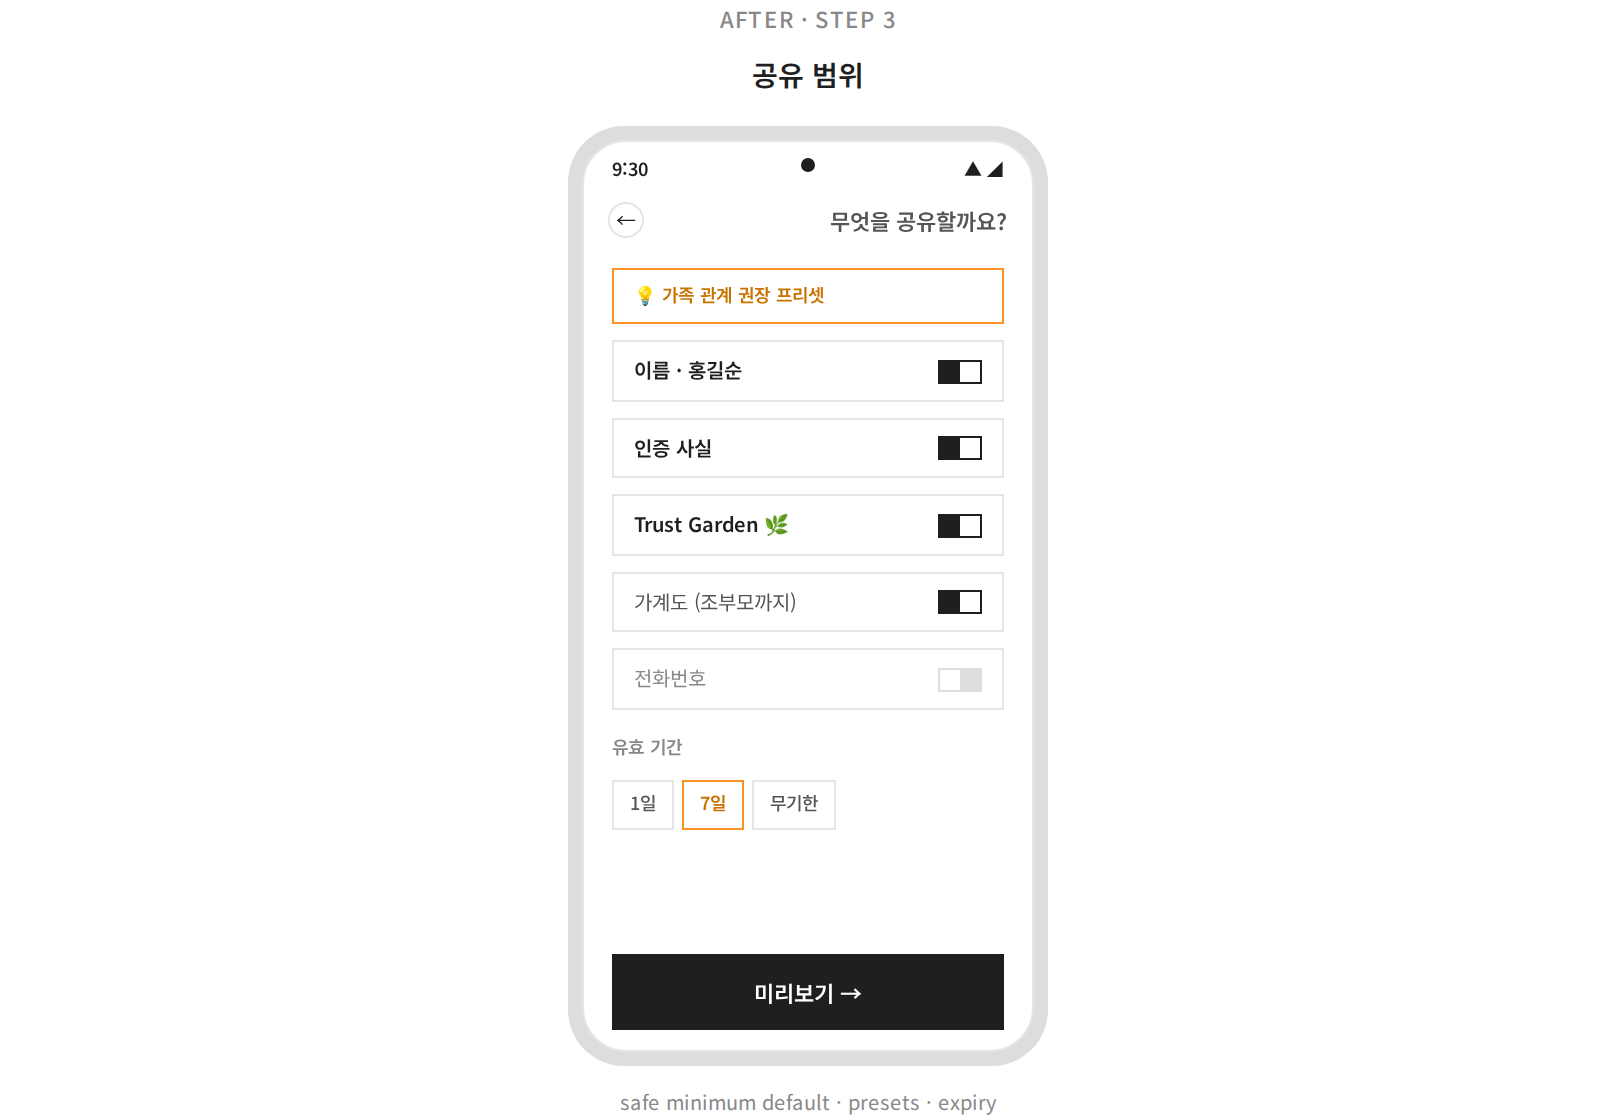 AFTER · STEP 3
공유 범위
9:30
←
무엇을 공유할까요?
💡 가족 관계 권장 프리셋
이름 · 홍길순
인증 사실
Trust Garden 🌿
가계도 (조부모까지)
전화번호
유효 기간
1일
7일
무기한
미리보기 →
safe minimum default · presets · expiry